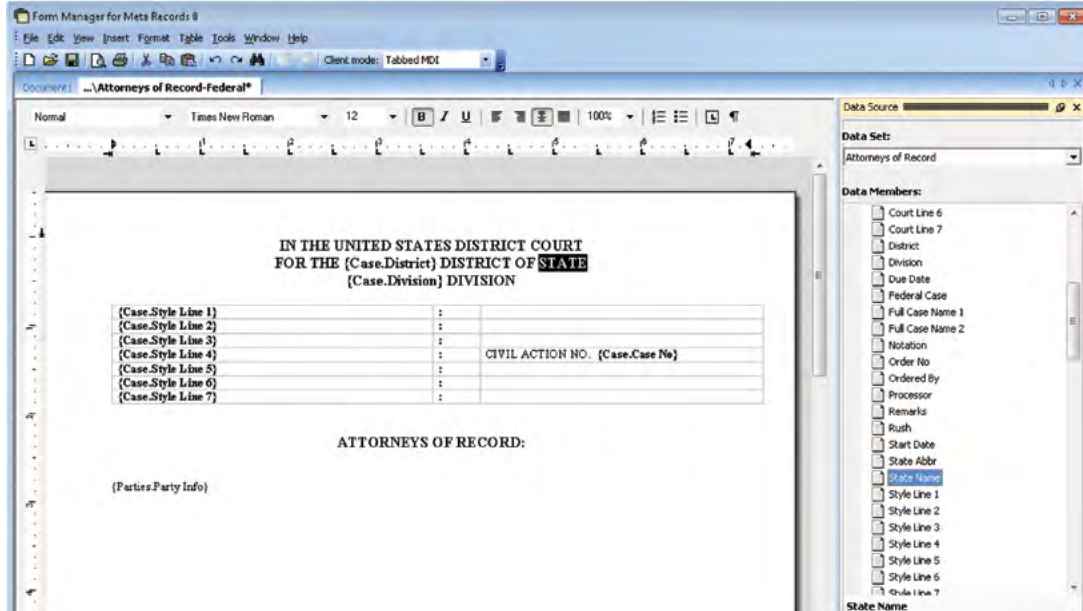 Form Manager for Meta Records 8
File Edit View Insert Format Table Tools Window Help
Client mode: Tabbed MDI
Document1 ...\Attorneys of Record-Federal*
Normal Times New Roman 12 B I U 100%
Data Source
Data Set:
Attorneys of Record
Data Members:
Court Line 6
Court Line 7
District
Division
Due Date
Federal Case
Full Case Name 1
Full Case Name 2
Notation
Order No
Ordered By
Processor
Remarks
Rush
Start Date
State Abbr
State Name
Style Line 1
Style Line 2
Style Line 3
Style Line 4
Style Line 5
Style Line 6
Style Line 7
State Name
IN THE UNITED STATES DISTRICT COURT
FOR THE {Case.District} DISTRICT OF STATE
{Case.Division} DIVISION
{Case.Style Line 1} :
{Case.Style Line 2} :
{Case.Style Line 3} :
{Case.Style Line 4} : CIVIL ACTION NO. {Case.Case No}
{Case.Style Line 5} :
{Case.Style Line 6} :
{Case.Style Line 7} :
ATTORNEYS OF RECORD:
{Parties.Party Info}